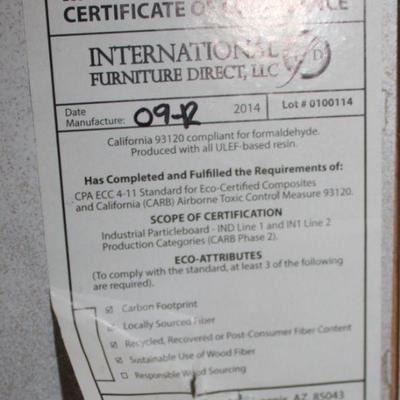 CERTIFICATE OF
INTERNATIONAL
FURNITURE DIRECT, LLC
D
Date
Manufacture: 09-12 2014 Lot # 0100114
California 93120 compliant for formaldehyde.
Produced with all ULEF-based resin.
Has Completed and Fulfilled the Requirements of:
CPA ECC 4-11 Standard for Eco-Certified Composites
and California (CARB) Airborne Toxic Control Measure 93120.
SCOPE OF CERTIFICATION
Industrial Particleboard - IND Line 1 and IN1 Line 2
Production Categories (CARB Phase 2).
ECO-ATTRIBUTES
(To comply with the standard, at least 3 of the following
are required).
☑ Carbon Footprint
☑ Locally Sourced Fiber
☑ Recycled, Recovered or Post-Consumer Fiber Content
☑ Sustainable Use of Wood Fiber
☐ Responsible Wood Sourcing
AZ 85043